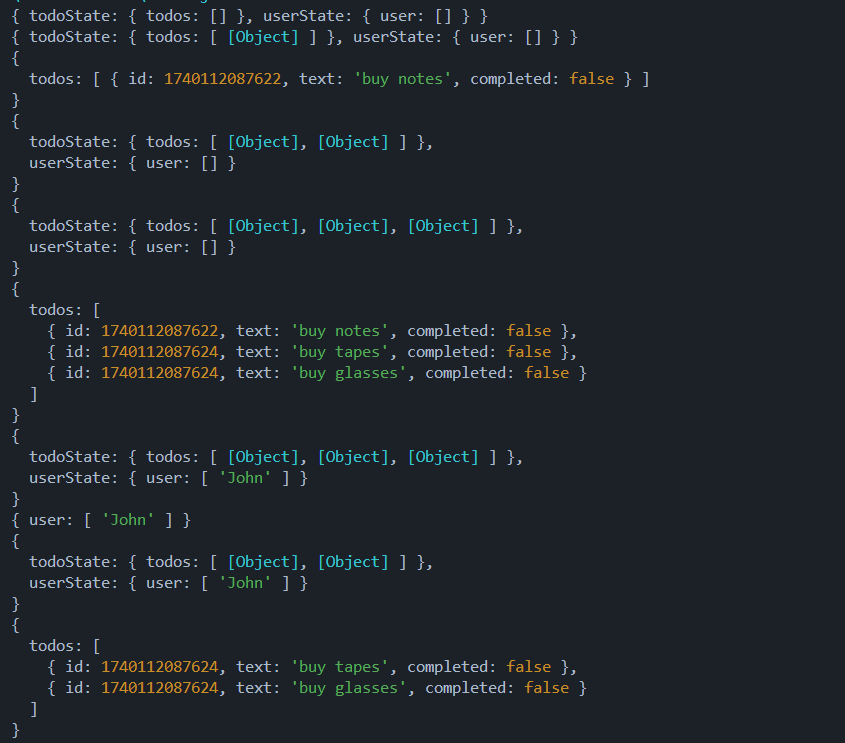 { todoState: { todos: [] }, userState: { user: [] } }
{ todoState: { todos: [ [Object] ] }, userState: { user: [] } }
{
  todos: [ { id: 1740112087622, text: 'buy notes', completed: false } ]
}
{
  todoState: { todos: [ [Object], [Object] ] },
  userState: { user: [] }
}
{
  todoState: { todos: [ [Object], [Object], [Object] ] },
  userState: { user: [] }
}
{
  todos: [
    { id: 1740112087622, text: 'buy notes', completed: false },
    { id: 1740112087624, text: 'buy tapes', completed: false },
    { id: 1740112087624, text: 'buy glasses', completed: false }
  ]
}
{
  todoState: { todos: [ [Object], [Object], [Object] ] },
  userState: { user: [ 'John' ] }
}
{ user: [ 'John' ] }
{
  todoState: { todos: [ [Object], [Object] ] },
  userState: { user: [ 'John' ] }
}
{
  todos: [
    { id: 1740112087624, text: 'buy tapes', completed: false },
    { id: 1740112087624, text: 'buy glasses', completed: false }
  ]
}